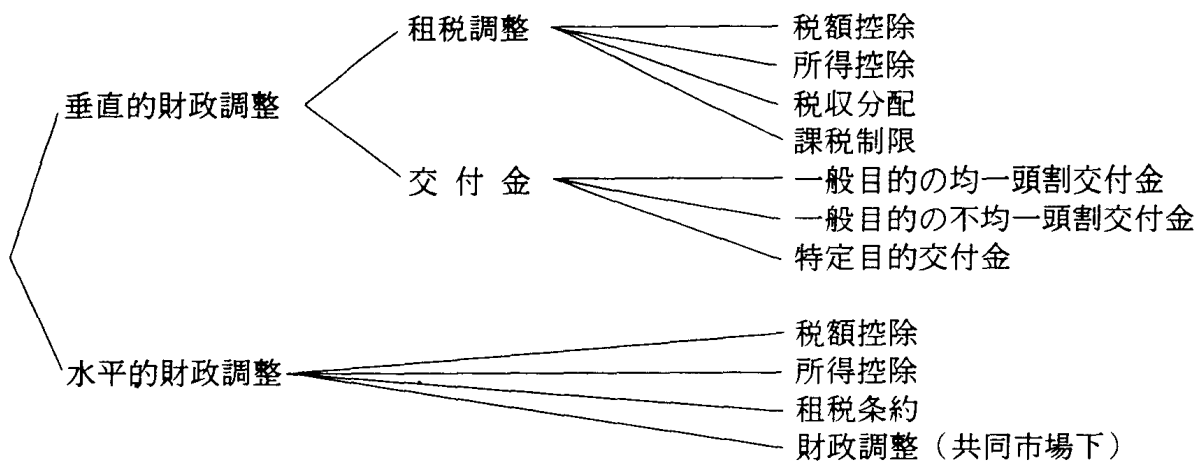 租税調整
税額控除
所得控除
税収分配
課税制限
垂直的財政調整
交付金
一般目的の均一頭割交付金
一般目的の不均一頭割交付金
特定目的交付金
水平的財政調整
税額控除
所得控除
租税条約
財政調整(共同市場下)